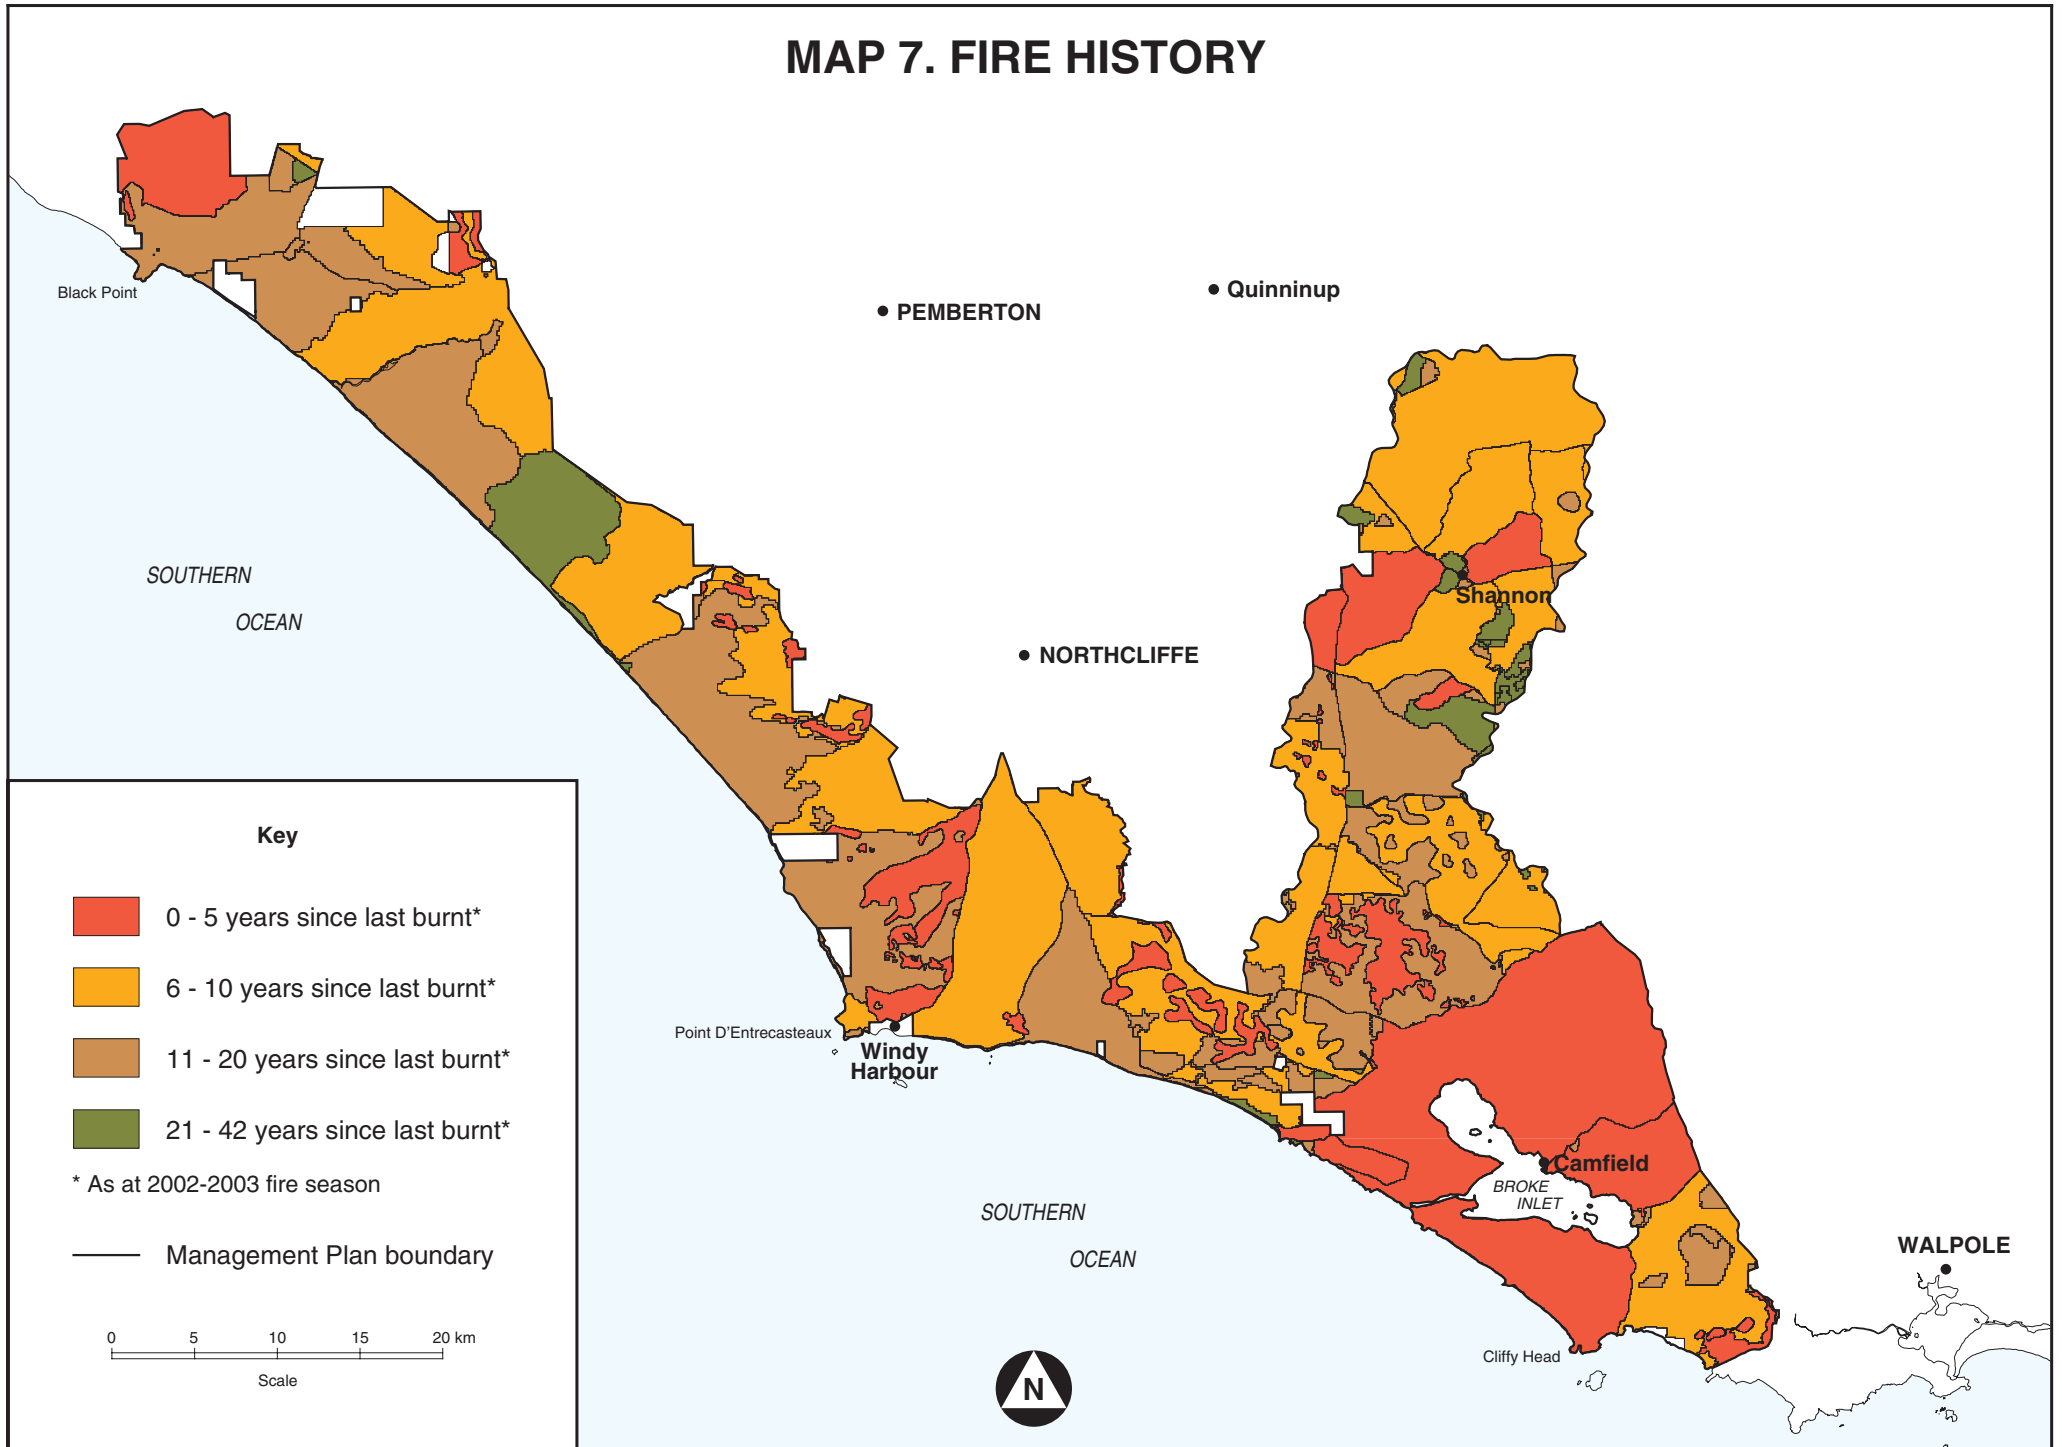 MAP 7. FIRE HISTORY
Black Point
PEMBERTON
Quinninup
SOUTHERN
OCEAN
Shannon
NORTHCLIFFE
Point D'Entrecasteaux
Windy
Harbour
Camfield
BROKE
INLET
SOUTHERN
OCEAN
WALPOLE
Cliffy Head
Key
0 - 5 years since last burnt*
6 - 10 years since last burnt*
11 - 20 years since last burnt*
21 - 42 years since last burnt*
* As at 2002-2003 fire season
Management Plan boundary
0 5 10 15 20 km
Scale
N